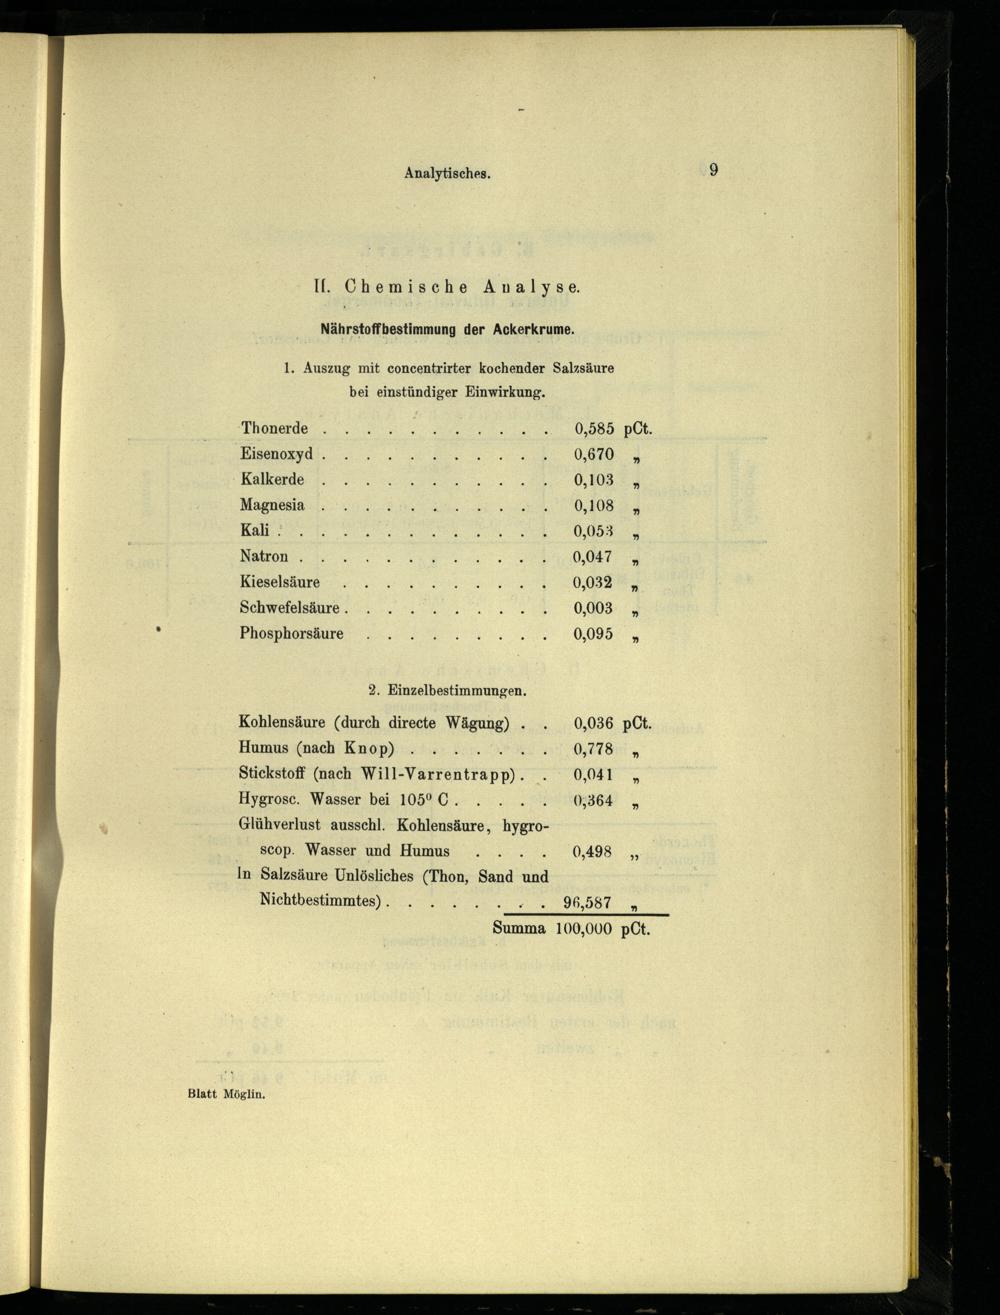 Analytisches. 9
II. Chemische Analyse.
Nährstoffbestimmung der Ackerkrume.
1. Auszug mit concentrirter kochender Salzsäure
bei einstündiger Einwirkung.
Thonerde . . . . . . . . . . . 0,585 pCt.
Eisenoxyd . . . . . . . . . . . 0,670 „
Kalkerde . . . . . . . . . . . 0,103 „
Magnesia . . . . . . . . . . . 0,108 „
Kali . . . . . . . . . . . . . 0,053 „
Natron . . . . . . . . . . . . 0,047 „
Kieselsäure . . . . . . . . . . 0,032 „
Schwefelsäure . . . . . . . . . . 0,003 „
Phosphorsäure . . . . . . . . . 0,095 „
2. Einzelbestimmungen.
Kohlensäure (durch directe Wägung) . . 0,036 pCt.
Humus (nach Knop) . . . . . . . 0,778 „
Stickstoff (nach Will-Varrentrapp) . . 0,041 „
Hygrosc. Wasser bei 105° C . . . . . 0,364 „
Glühverlust ausschl. Kohlensäure, hygro-
scop. Wasser und Humus . . . . 0,498 „
In Salzsäure Unlösliches (Thon, Sand und
Nichtbestimmtes) . . . . . . . . 96,587 „
Summa 100,000 pCt.
Blatt Möglin.